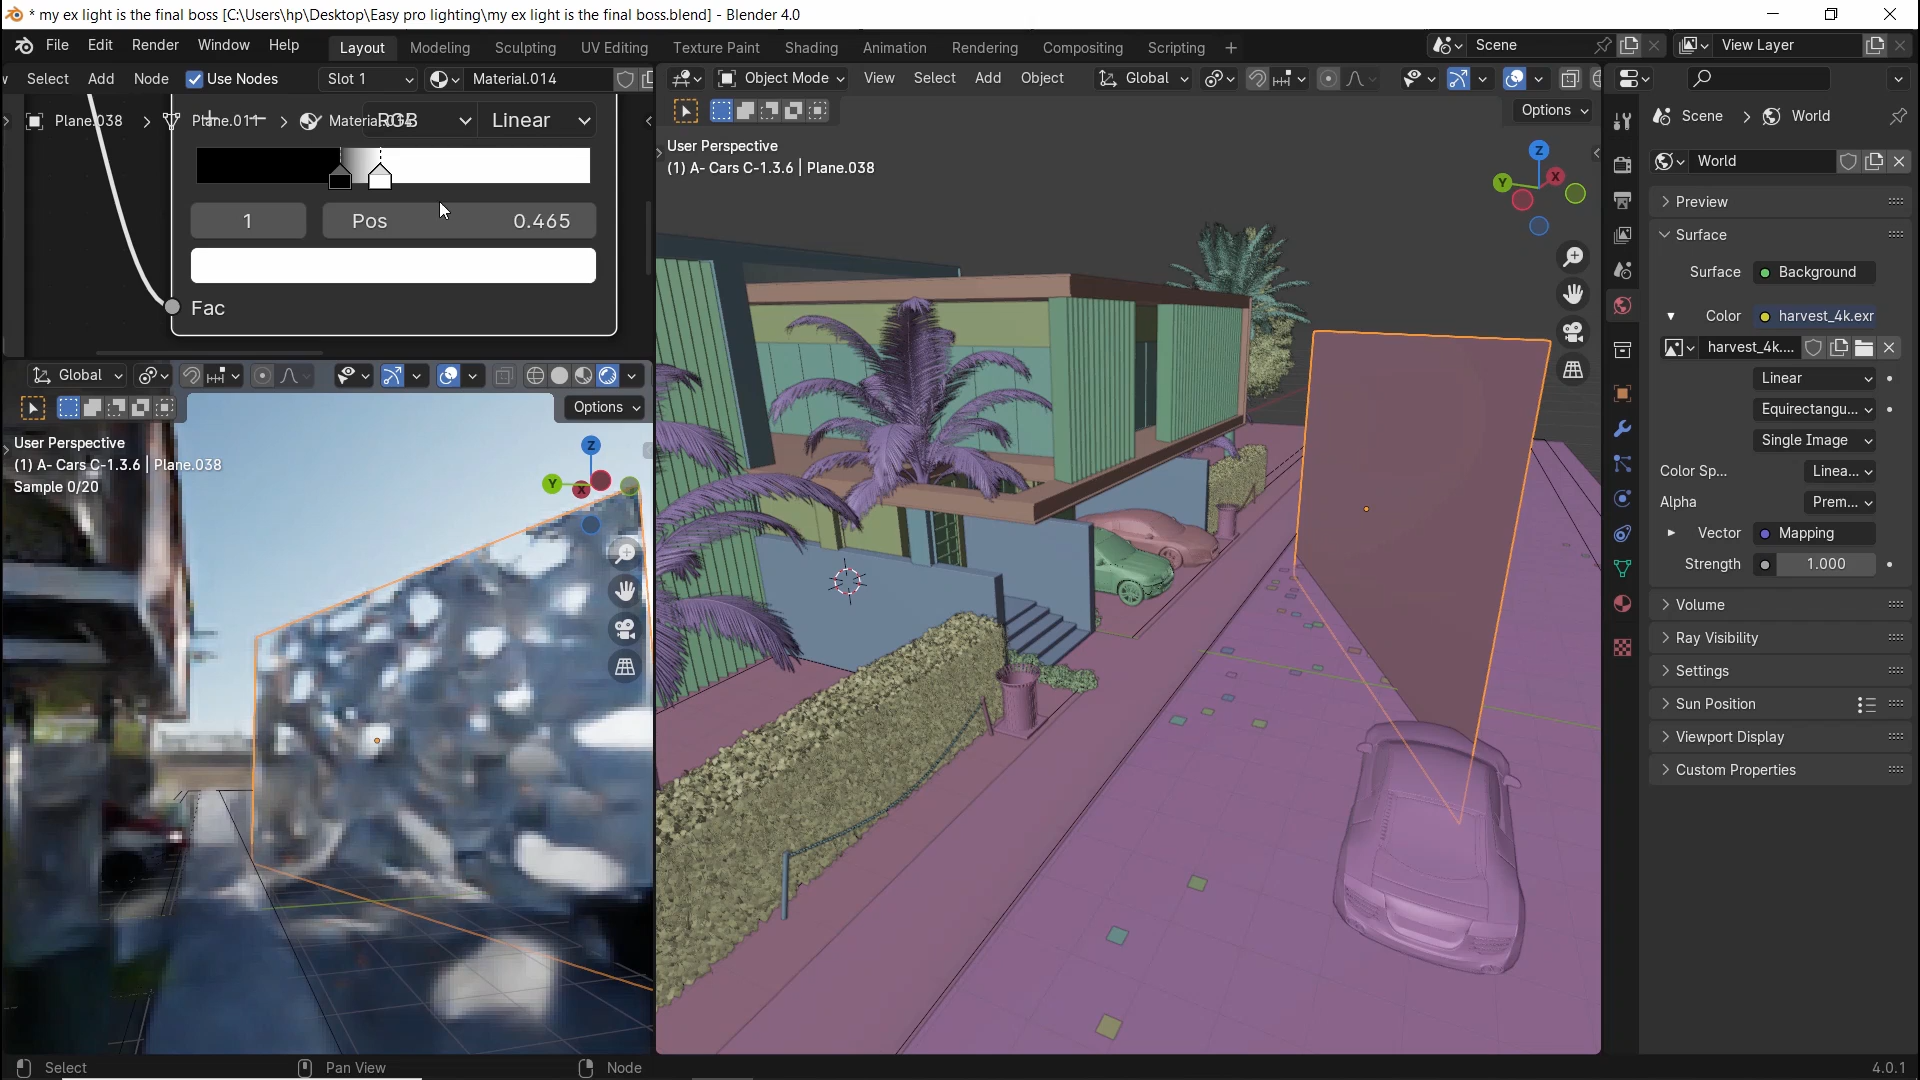 * my ex light is the final boss [C:\Users\hp\Desktop\Easy pro lighting\my ex light is the final boss.blend] - Blender 4.0
File Edit Render Window Help Layout Modeling Sculpting UV Editing Texture Paint Shading Animation Rendering Compositing Scripting + Scene View Layer
Select Add Node Use Nodes Slot 1 Material.014
Plane.038 > Plane.011 > RGB Linear
1 Pos 0.465
Fac
Global
Options
User Perspective
(1) A- Cars C-1.3.6 | Plane.038
Sample 0/20
Z
Y
X
Object Mode View Select Add Object Global
Options
User Perspective
(1) A- Cars C-1.3.6 | Plane.038
Z
X
Y
Scene > World
World
Preview
Surface
Surface Background
Color harvest_4k.exr
harvest_4k....
Linear
Equirectangu...
Single Image
Color Sp... Linea...
Alpha Prem...
Vector Mapping
Strength 1.000
Volume
Ray Visibility
Settings
Sun Position
Viewport Display
Custom Properties
Select Pan View Node 4.0.1